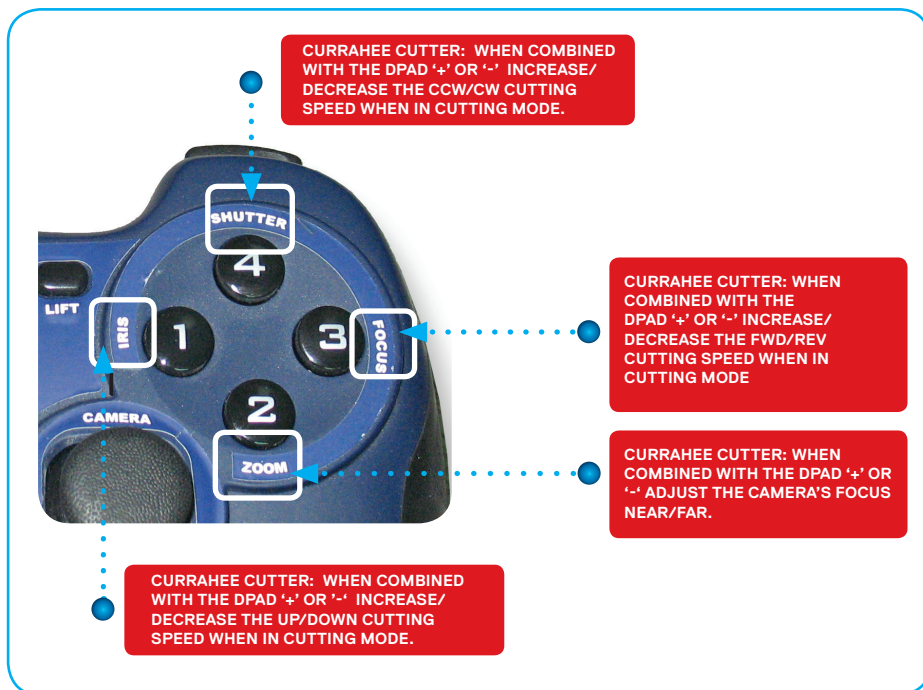 CURRAHEE CUTTER: WHEN COMBINED
WITH THE DPAD ‘+’ OR ‘-’ INCREASE/
DECREASE THE CCW/CW CUTTING
SPEED WHEN IN CUTTING MODE.
SHUTTER
4
LIFT
IRIS
1
3
FOCUS
2
CAMERA
ZOOM
CURRAHEE CUTTER: WHEN
COMBINED WITH THE
DPAD ‘+’ OR ‘-’ INCREASE/
DECREASE THE FWD/REV
CUTTING SPEED WHEN IN
CUTTING MODE
CURRAHEE CUTTER: WHEN
COMBINED WITH THE DPAD ‘+’ OR
‘-‘ ADJUST THE CAMERA’S FOCUS
NEAR/FAR.
CURRAHEE CUTTER: WHEN COMBINED
WITH THE DPAD ‘+’ OR ’-‘ INCREASE/
DECREASE THE UP/DOWN CUTTING
SPEED WHEN IN CUTTING MODE.